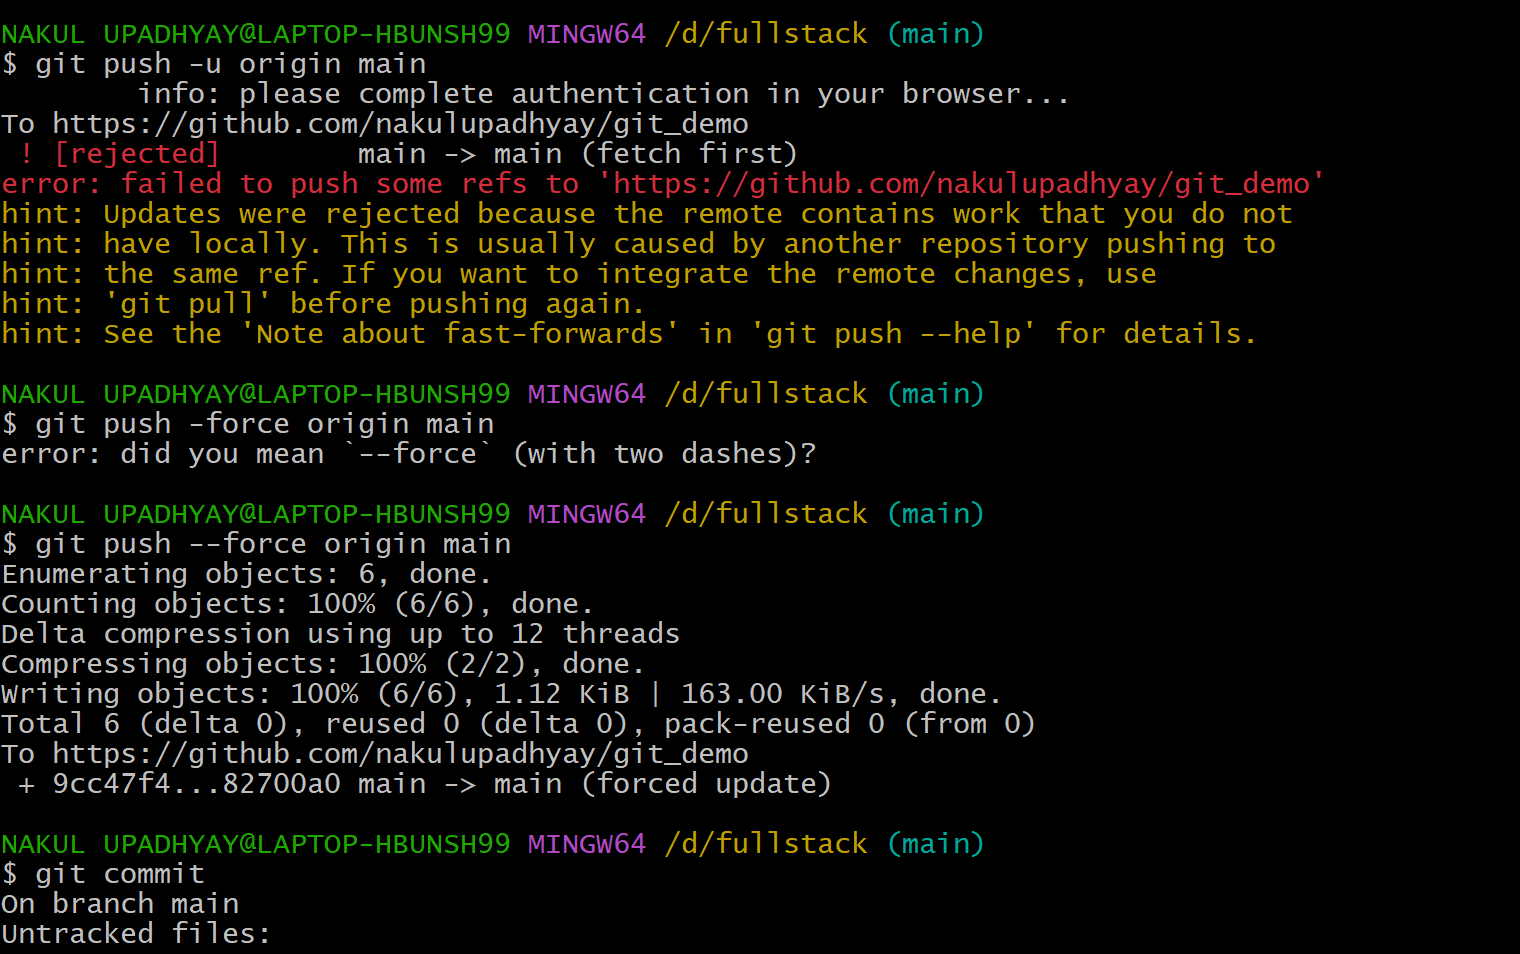 NAKUL UPADHYAY@LAPTOP-HBUNSH99 MINGW64 /d/fullstack (main)
$ git push -u origin main
        info: please complete authentication in your browser...
To https://github.com/nakulupadhyay/git_demo
 ! [rejected]        main -> main (fetch first)
error: failed to push some refs to 'https://github.com/nakulupadhyay/git_demo'
hint: Updates were rejected because the remote contains work that you do not
hint: have locally. This is usually caused by another repository pushing to
hint: the same ref. If you want to integrate the remote changes, use
hint: 'git pull' before pushing again.
hint: See the 'Note about fast-forwards' in 'git push --help' for details.
NAKUL UPADHYAY@LAPTOP-HBUNSH99 MINGW64 /d/fullstack (main)
$ git push -force origin main
error: did you mean `--force` (with two dashes)?
NAKUL UPADHYAY@LAPTOP-HBUNSH99 MINGW64 /d/fullstack (main)
$ git push --force origin main
Enumerating objects: 6, done.
Counting objects: 100% (6/6), done.
Delta compression using up to 12 threads
Compressing objects: 100% (2/2), done.
Writing objects: 100% (6/6), 1.12 KiB | 163.00 KiB/s, done.
Total 6 (delta 0), reused 0 (delta 0), pack-reused 0 (from 0)
To https://github.com/nakulupadhyay/git_demo
 + 9cc47f4...82700a0 main -> main (forced update)
NAKUL UPADHYAY@LAPTOP-HBUNSH99 MINGW64 /d/fullstack (main)
$ git commit
On branch main
Untracked files: